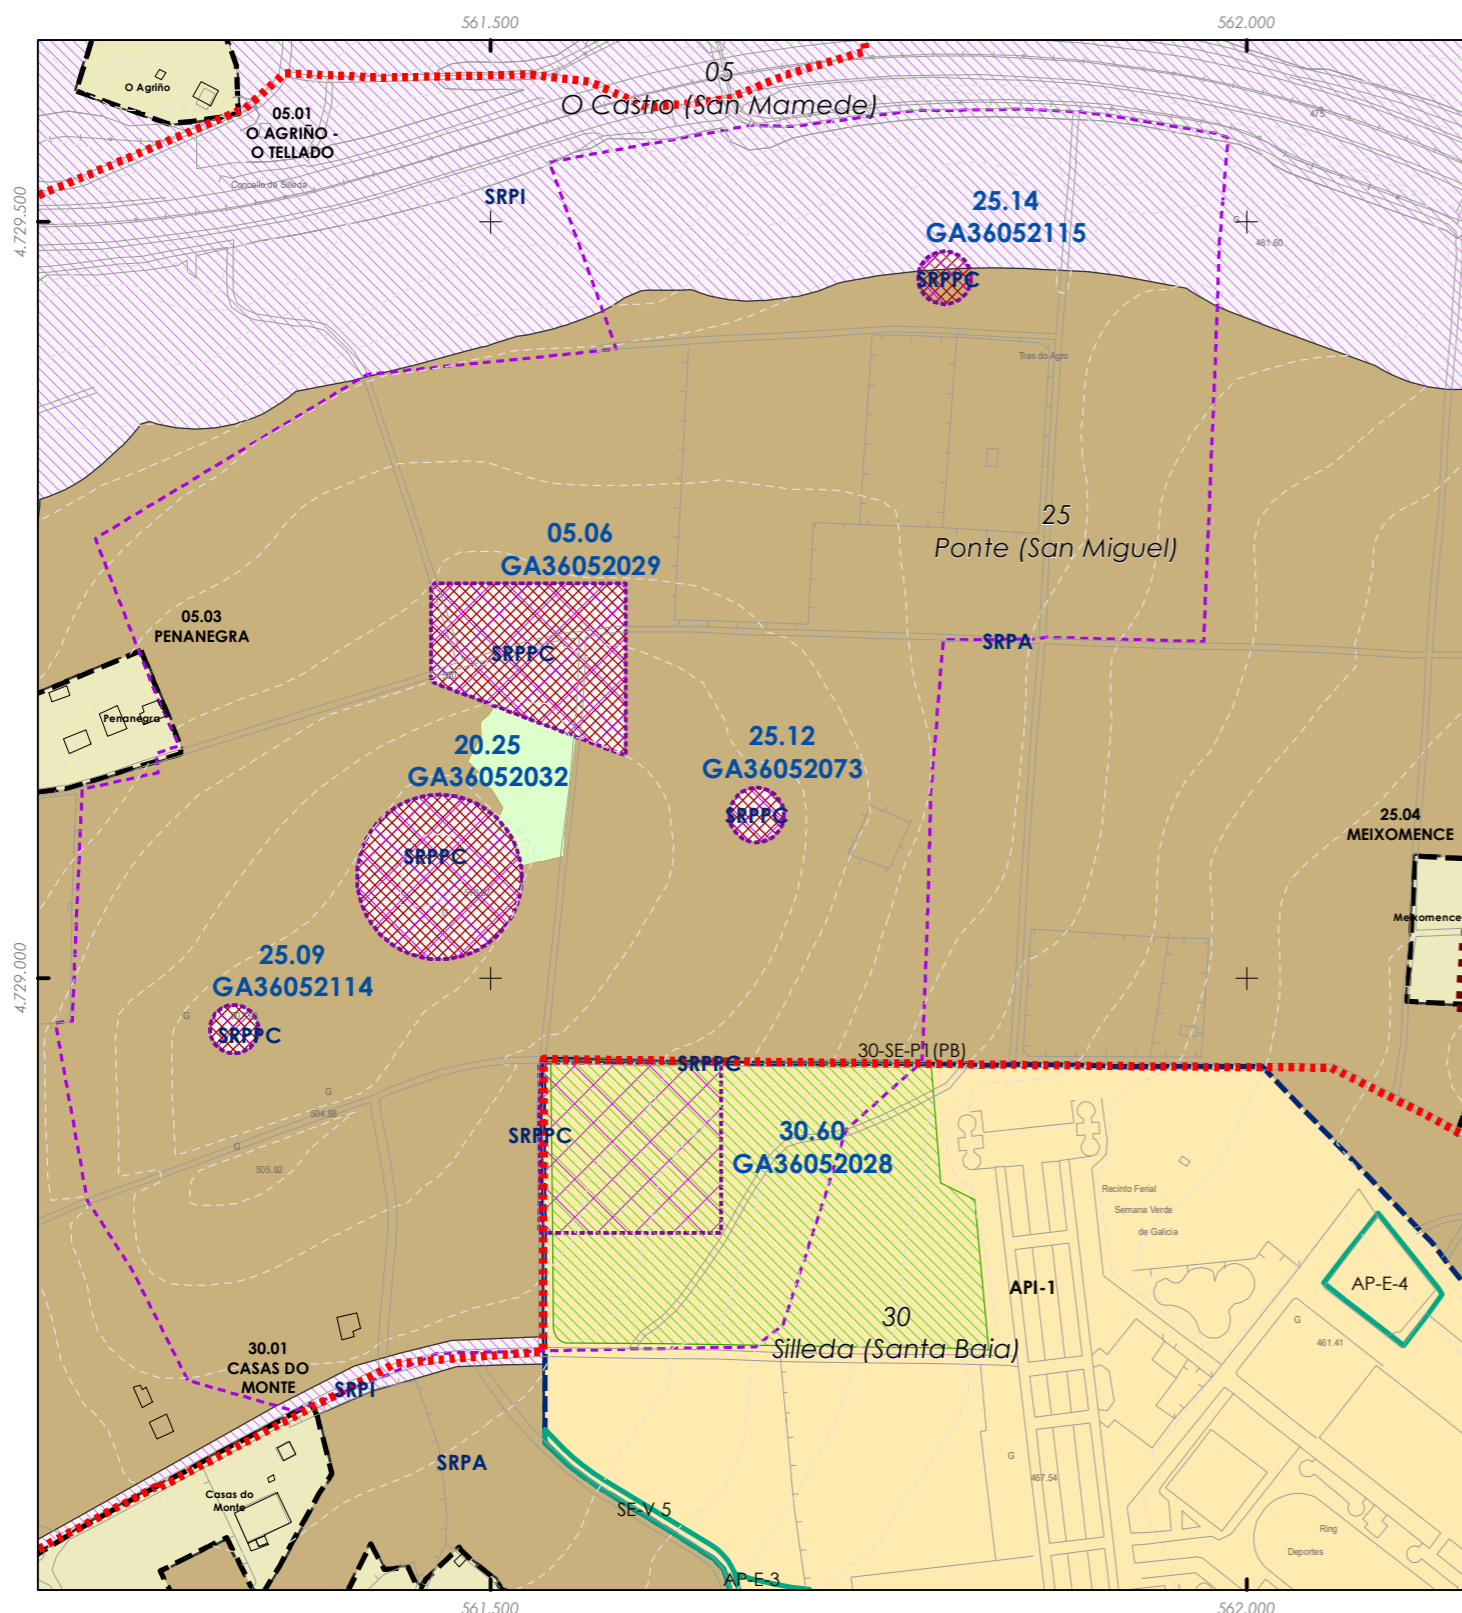 561.500
562.000
05
O Castro (San Mamede)
O Agriño
05.01
O AGRIÑO -
O TELLADO
475
Concello de Silleda
SRPI
25.14
GA36052115
4.729.500
G
481.60
SRPPC
Tras do Agro
25
Ponte (San Miguel)
05.06
GA36052029
05.03
PENANEGRA
SRPA
SRPPC
Penanegra
20.25
GA36052032
25.12
GA36052073
SRPPC
25.04
MEIXOMENCE
SRPPC
G
Meixomence
25.09
GA36052114
4.729.000
G
SRPPC
30-SE-P1(PB)
SRPPC
G
504.88
SRPPC
30.60
GA36052028
G
505.92
Recinto Ferial
Semana Verde
de Galicia
API-1
AP-E-4
30
Silleda (Santa Baia)
G
461.41
30.01
CASAS DO
MONTE
SRPI
SRPA
G
467.54
Casas do
Monte
SE-V 5
Ring
Deportes
AP-E-3
561.500
562.000